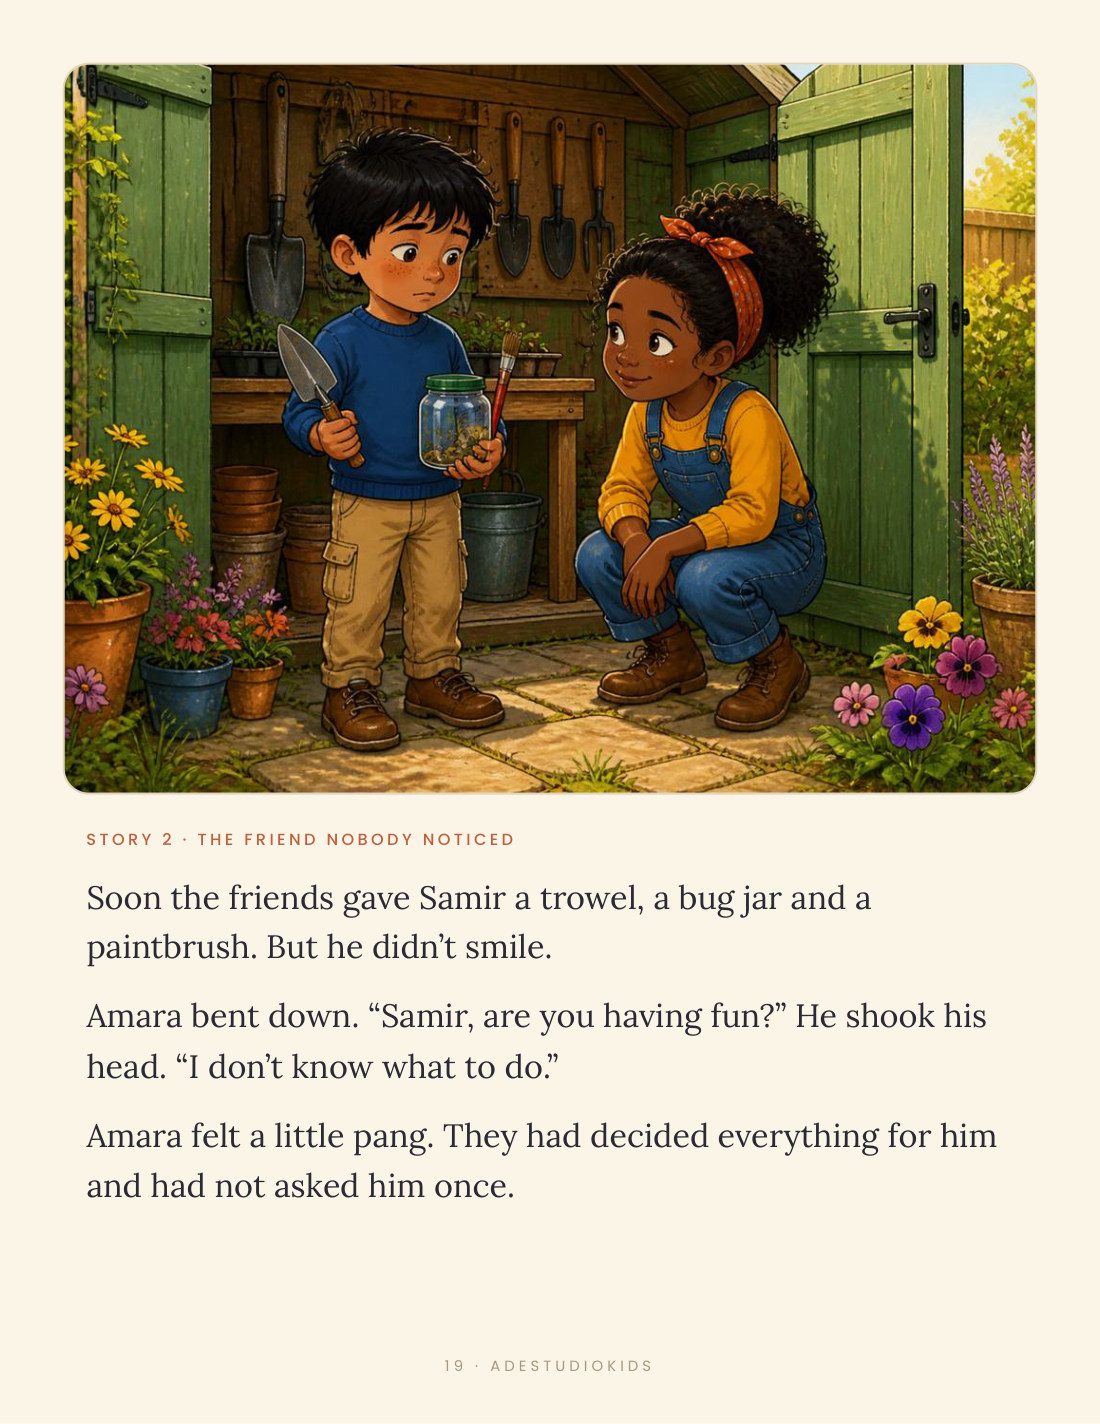 STORY 2 · THE FRIEND NOBODY NOTICED
Soon the friends gave Samir a trowel, a bug jar and a
paintbrush. But he didn’t smile.
Amara bent down. “Samir, are you having fun?” He shook his
head. “I don’t know what to do.”
Amara felt a little pang. They had decided everything for him
and had not asked him once.
19 · ADESTUDIOKIDS